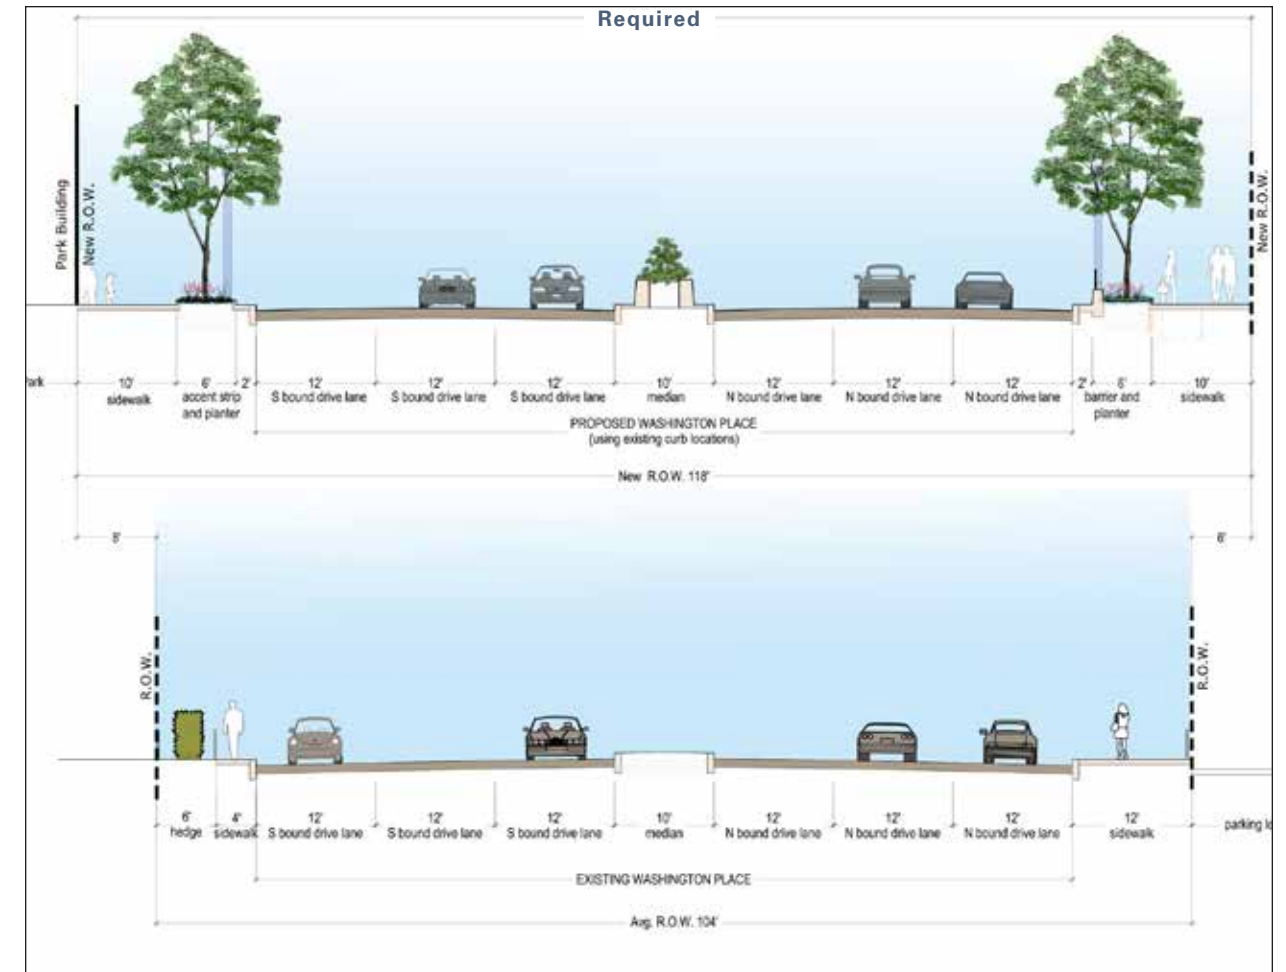 Required
Park Building
New R.O.W.
New R.O.W.
10' 6' 2' 12' 12' 12' 10' 12' 12' 12' 2' 6' 10'
sidewalk accent strip S bound drive lane S bound drive lane S bound drive lane median N bound drive lane N bound drive lane N bound drive lane barrier and sidewalk
and planter planter
PROPOSED WASHINGTON PLACE
(using existing curb locations)
New R.O.W. 118'
R.O.W.
R.O.W.
6' 4' 12' 12' 12' 10' 12' 12' 12' 12'
hedge sidewalk S bound drive lane S bound drive lane S bound drive lane median N bound drive lane N bound drive lane N bound drive lane sidewalk parking
EXISTING WASHINGTON PLACE
Avg. R.O.W. 104'